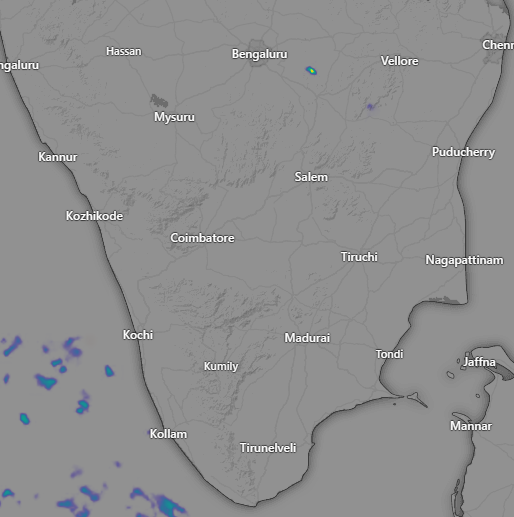 Hassan
Bengaluru
Chenn
ngaluru
Vellore
Mysuru
Kannur
Puducherry
Salem
Kozhikode
Coimbatore
Tiruchi
Nagapattinam
Kochi
Madurai
Tondi
Kumily
Jaffna
Mannar
Kollam
Tirunelveli